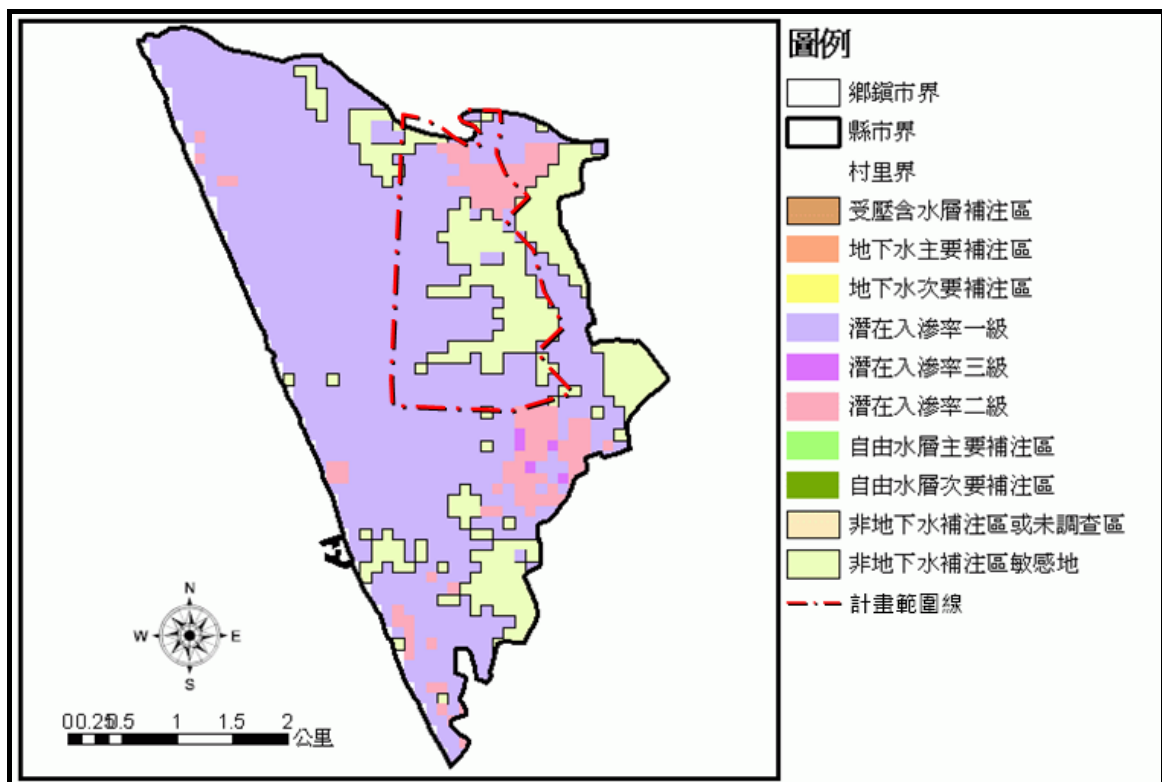 圖例
鄉鎮市界
縣市界
村里界
受壓含水層補注區
地下水主要補注區
地下水次要補注區
潛在入滲率一級
潛在入滲率三級
潛在入滲率二級
自由水層主要補注區
自由水層次要補注區
非地下水補注區或未調查區
非地下水補注區敏感地
計畫範圍線
N
W E
S
00.250.5 1 1.5 2
公里